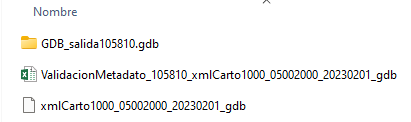 Nombre
GDB_salida105810.gdb
ValidacionMetadato_105810_xmlCarto1000_05002000_20230201_gdb
xmlCarto1000_05002000_20230201_gdb